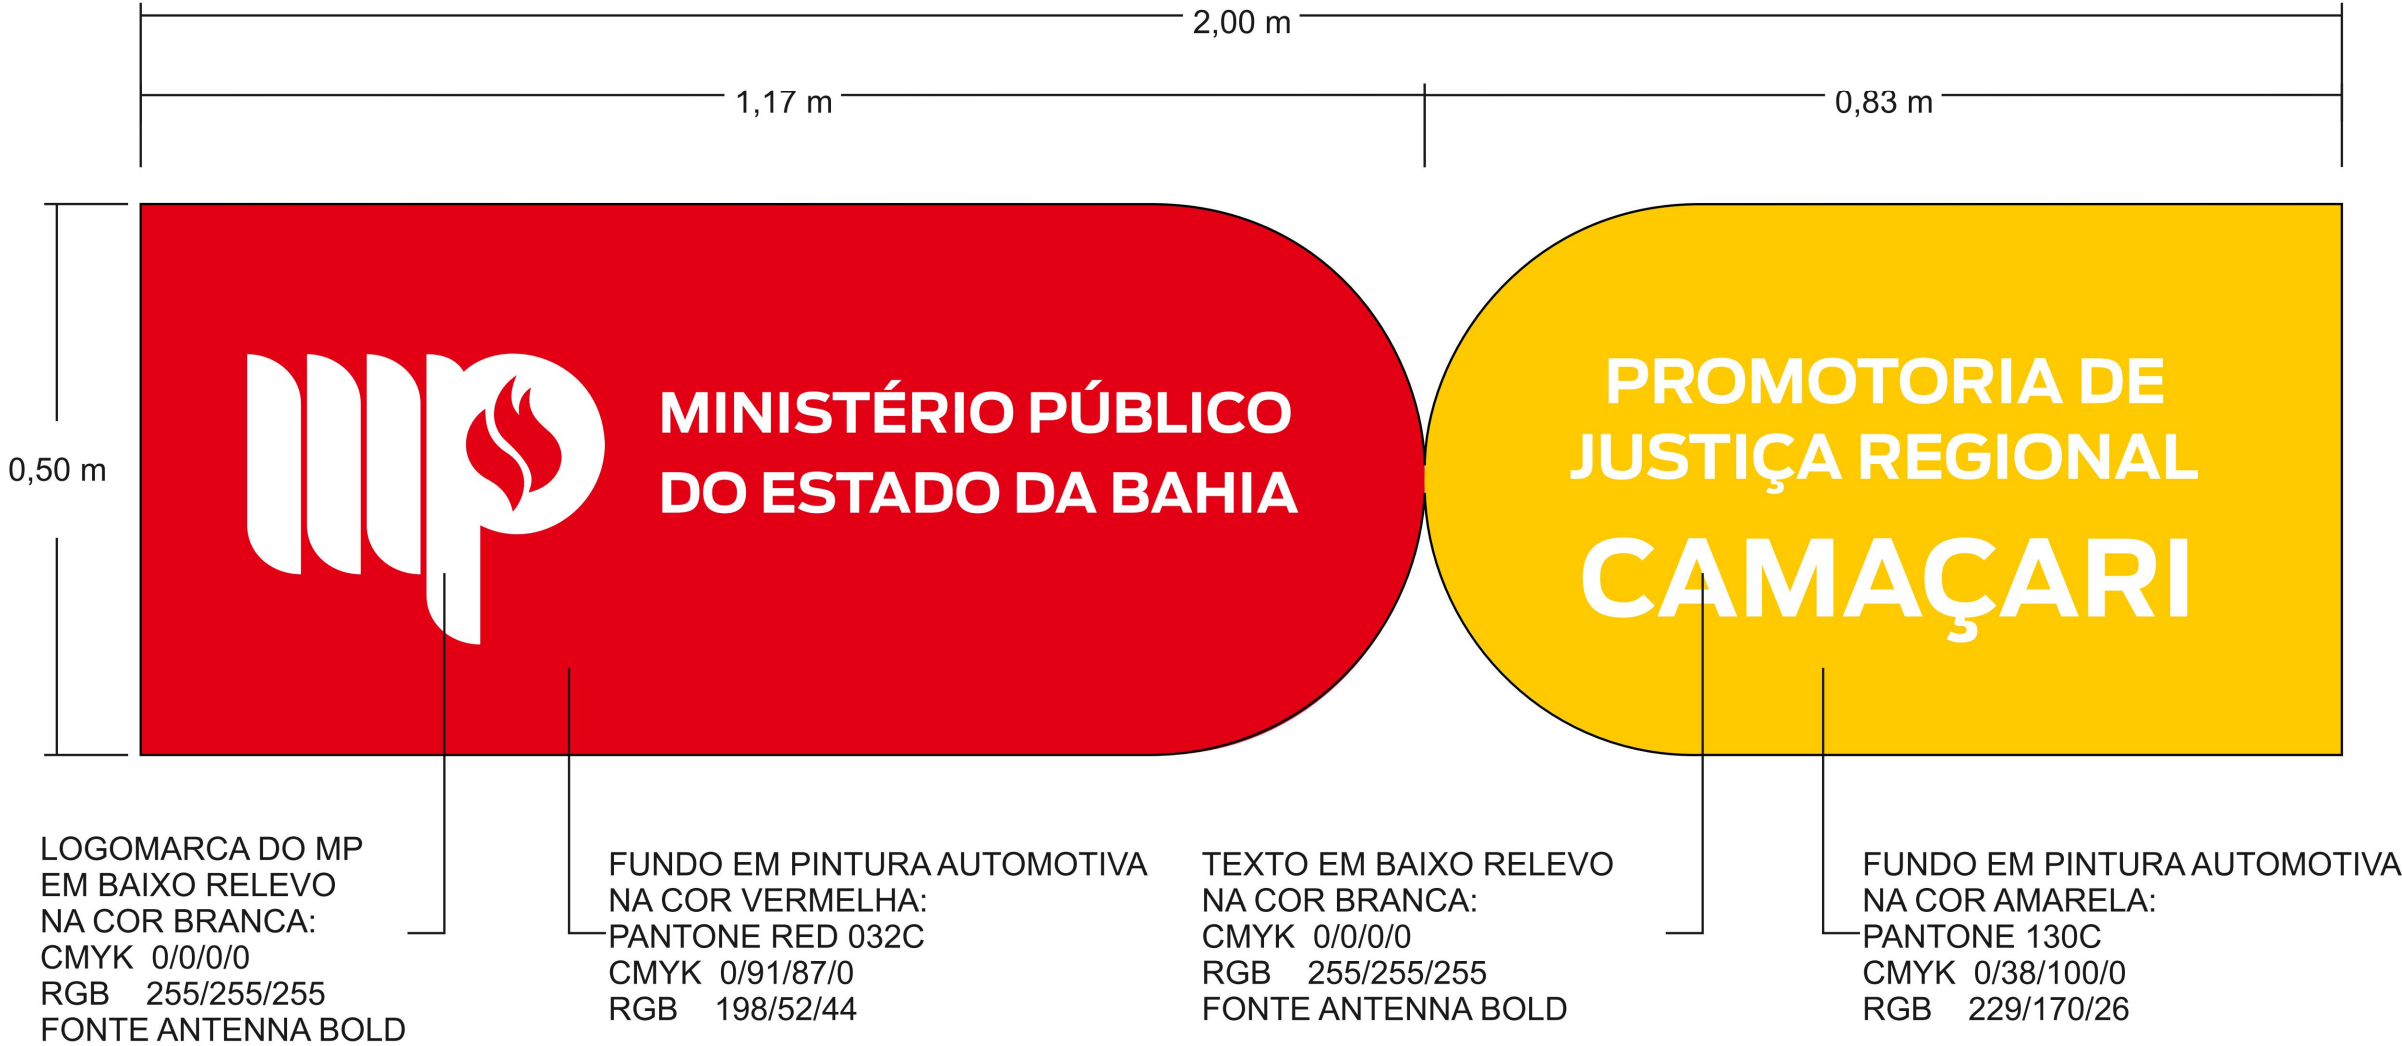 2,00 m
1,17 m
0,83 m
0,50 m
mp
MINISTÉRIO PÚBLICO
DO ESTADO DA BAHIA
PROMOTORIA DE
JUSTIÇA REGIONAL
CAMAÇARI
LOGOMARCA DO MP
EM BAIXO RELEVO
NA COR BRANCA:
CMYK 0/0/0/0
RGB 255/255/255
FONTE ANTENNA BOLD
FUNDO EM PINTURA AUTOMOTIVA
NA COR VERMELHA:
PANTONE RED 032C
CMYK 0/91/87/0
RGB 198/52/44
TEXTO EM BAIXO RELEVO
NA COR BRANCA:
CMYK 0/0/0/0
RGB 255/255/255
FONTE ANTENNA BOLD
FUNDO EM PINTURA AUTOMOTIVA
NA COR AMARELA:
PANTONE 130C
CMYK 0/38/100/0
RGB 229/170/26